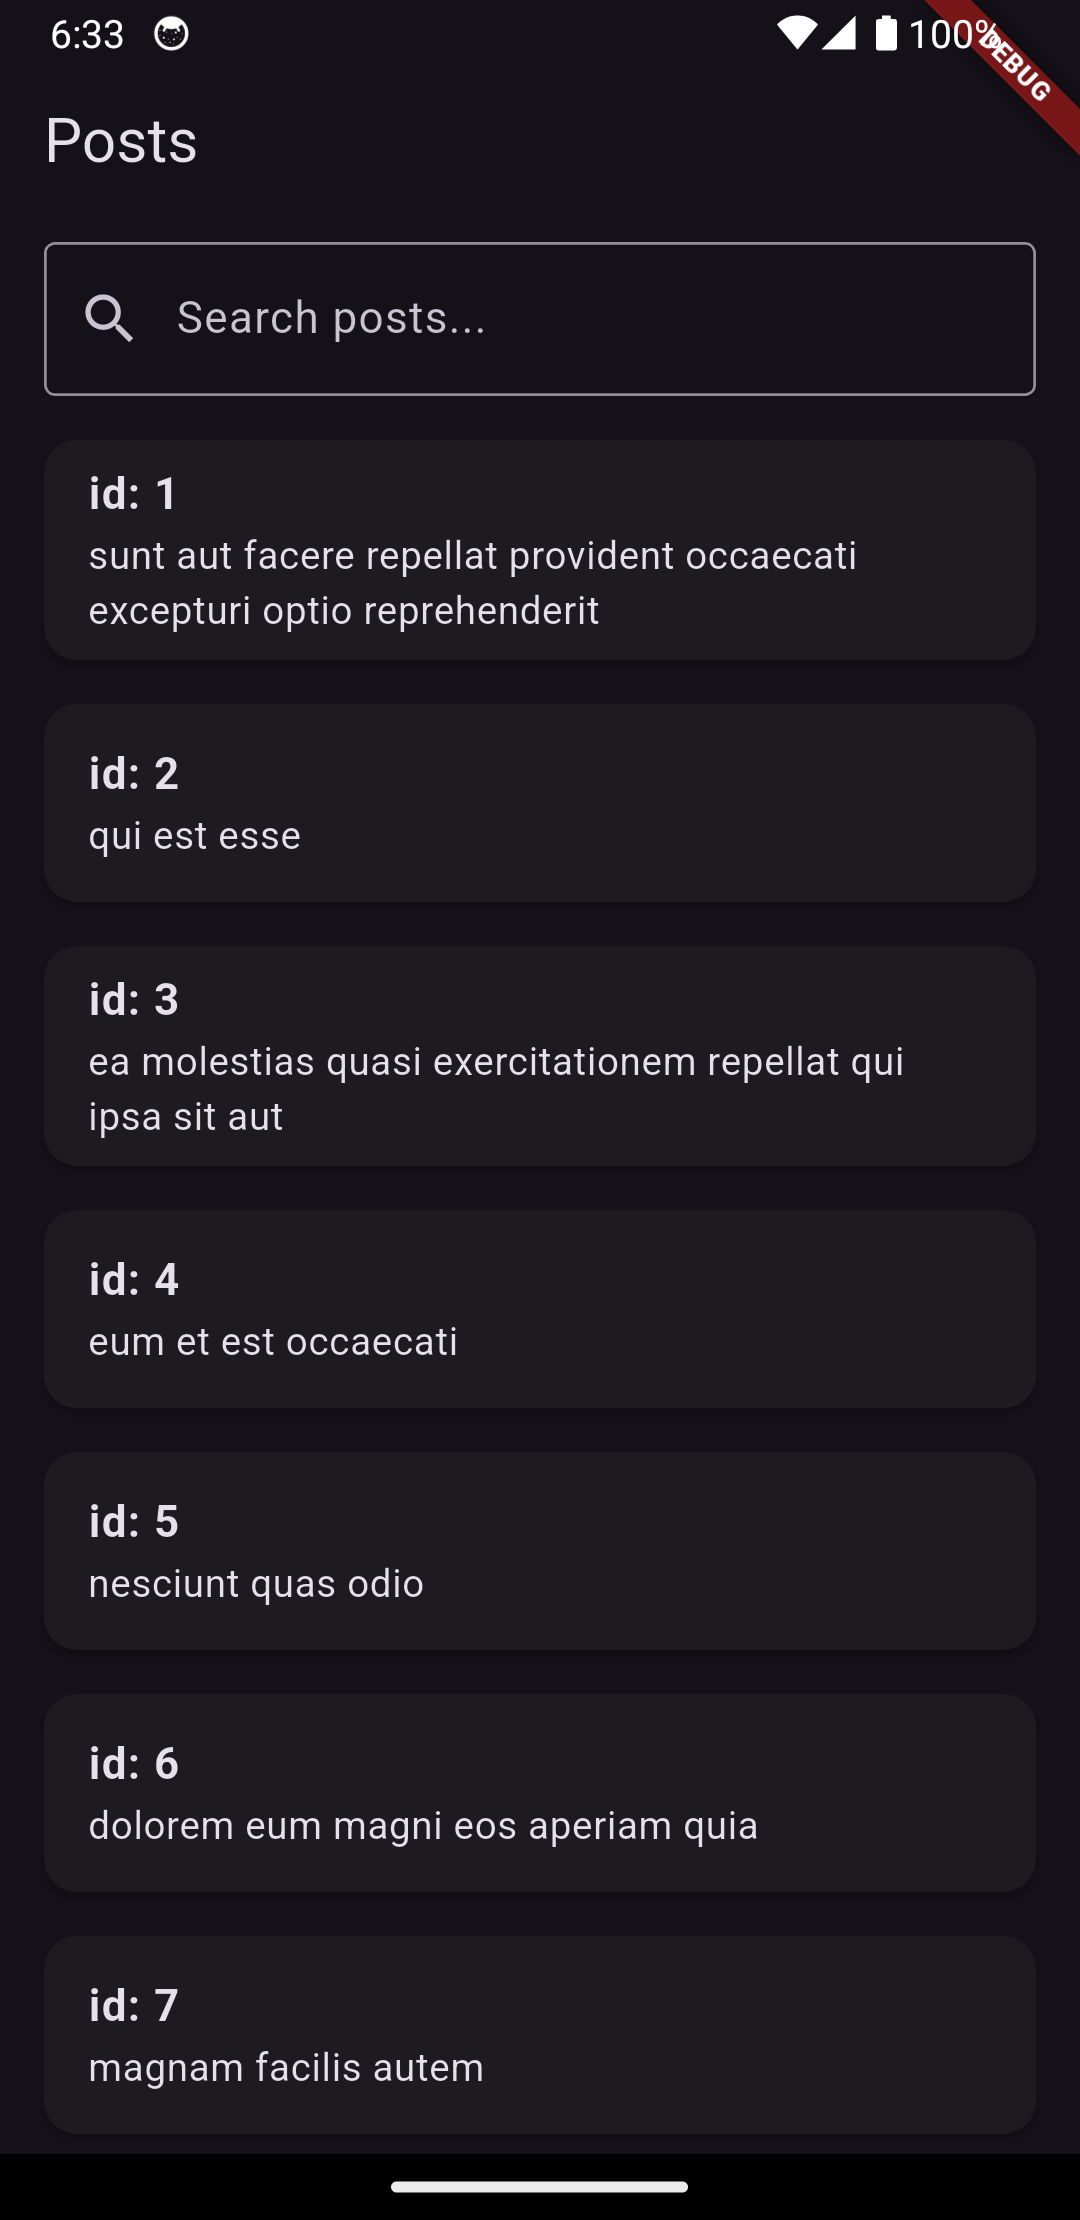 6:33
100%
DEBUG
Posts
Search posts...
id: 1
sunt aut facere repellat provident occaecati
excepturi optio reprehenderit
id: 2
qui est esse
id: 3
ea molestias quasi exercitationem repellat qui
ipsa sit aut
id: 4
eum et est occaecati
id: 5
nesciunt quas odio
id: 6
dolorem eum magni eos aperiam quia
id: 7
magnam facilis autem